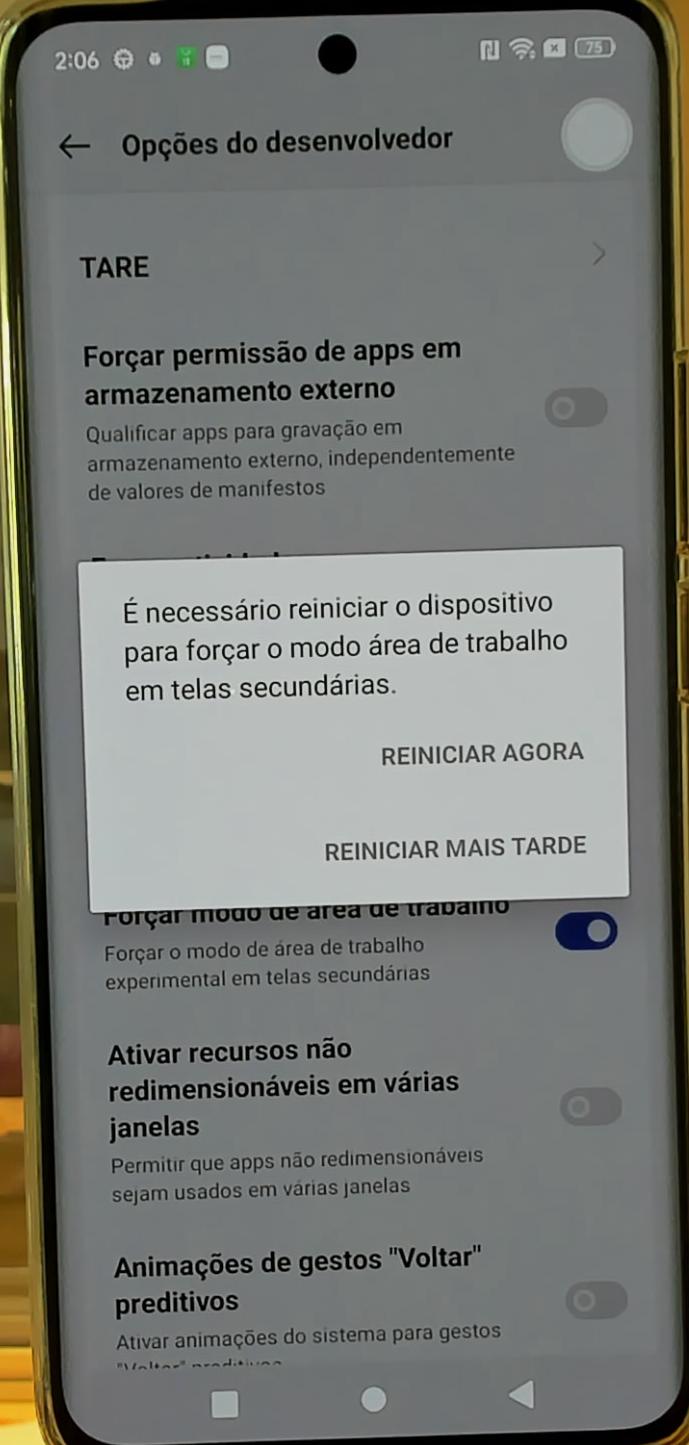 2:06
75
Opções do desenvolvedor
TARE
Forçar permissão de apps em
armazenamento externo
Qualificar apps para gravação em
armazenamento externo, independentemente
de valores de manifestos
É necessário reiniciar o dispositivo
para forçar o modo área de trabalho
em telas secundárias.
REINICIAR AGORA
REINICIAR MAIS TARDE
Forçar modo de área de trabalho
Forçar o modo de área de trabalho
experimental em telas secundárias
Ativar recursos não
redimensionáveis em várias
janelas
Permitir que apps não redimensionáveis
sejam usados em várias janelas
Animações de gestos "Voltar"
preditivos
Ativar animações do sistema para gestos
"Voltar" preditivos